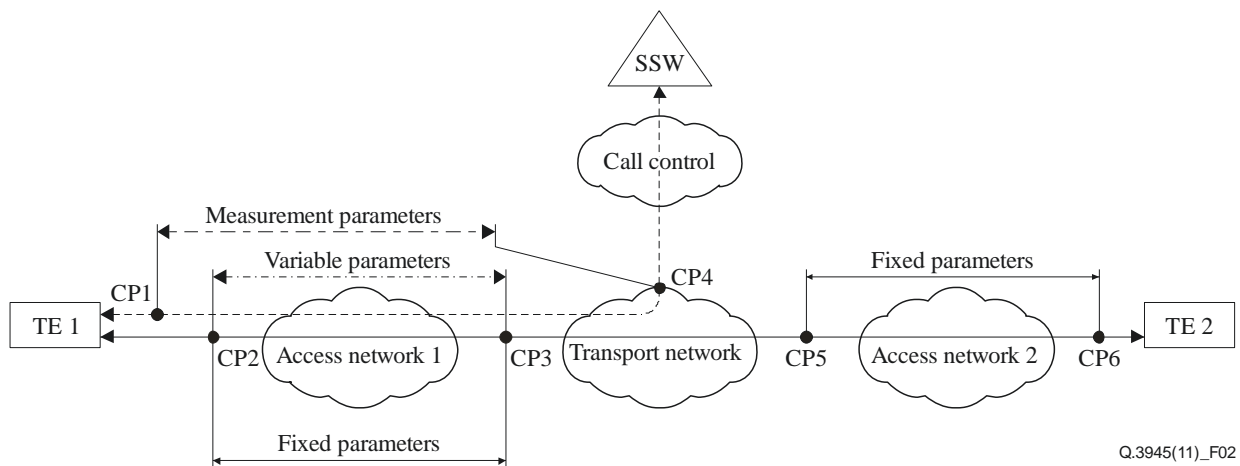 SSW
Call control
Measurement parameters
Variable parameters
Fixed parameters
CP4
CP1
TE 1
TE 2
CP2
Access network 1
CP3
Transport network
CP5
Access network 2
CP6
Fixed parameters
Q.3945(11)_F02